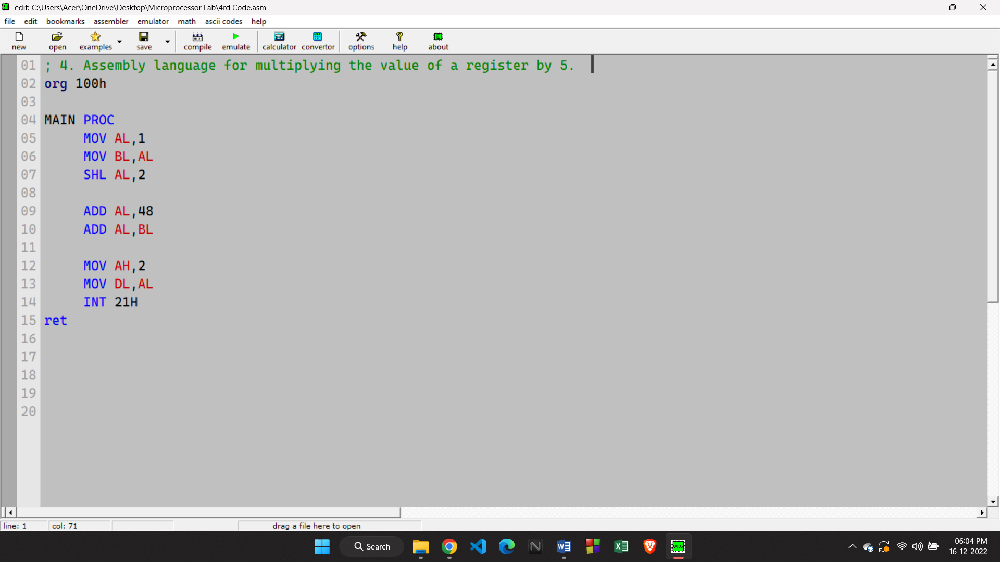 edit: C:\Users\Acer\OneDrive\Desktop\Microprocessor Lab\4rd Code.asm
file edit bookmarks assembler emulator math ascii codes help
new open examples save compile emulate calculator convertor options help about
01 ; 4. Assembly language for multiplying the value of a register by 5.
02 org 100h
03
04 MAIN PROC
05 MOV AL,1
06 MOV BL,AL
07 SHL AL,2
08
09 ADD AL,48
10 ADD AL,BL
11
12 MOV AH,2
13 MOV DL,AL
14 INT 21H
15 ret
16
17
18
19
20
line: 1 col: 71 drag a file here to open
Search
06:04 PM
16-12-2022